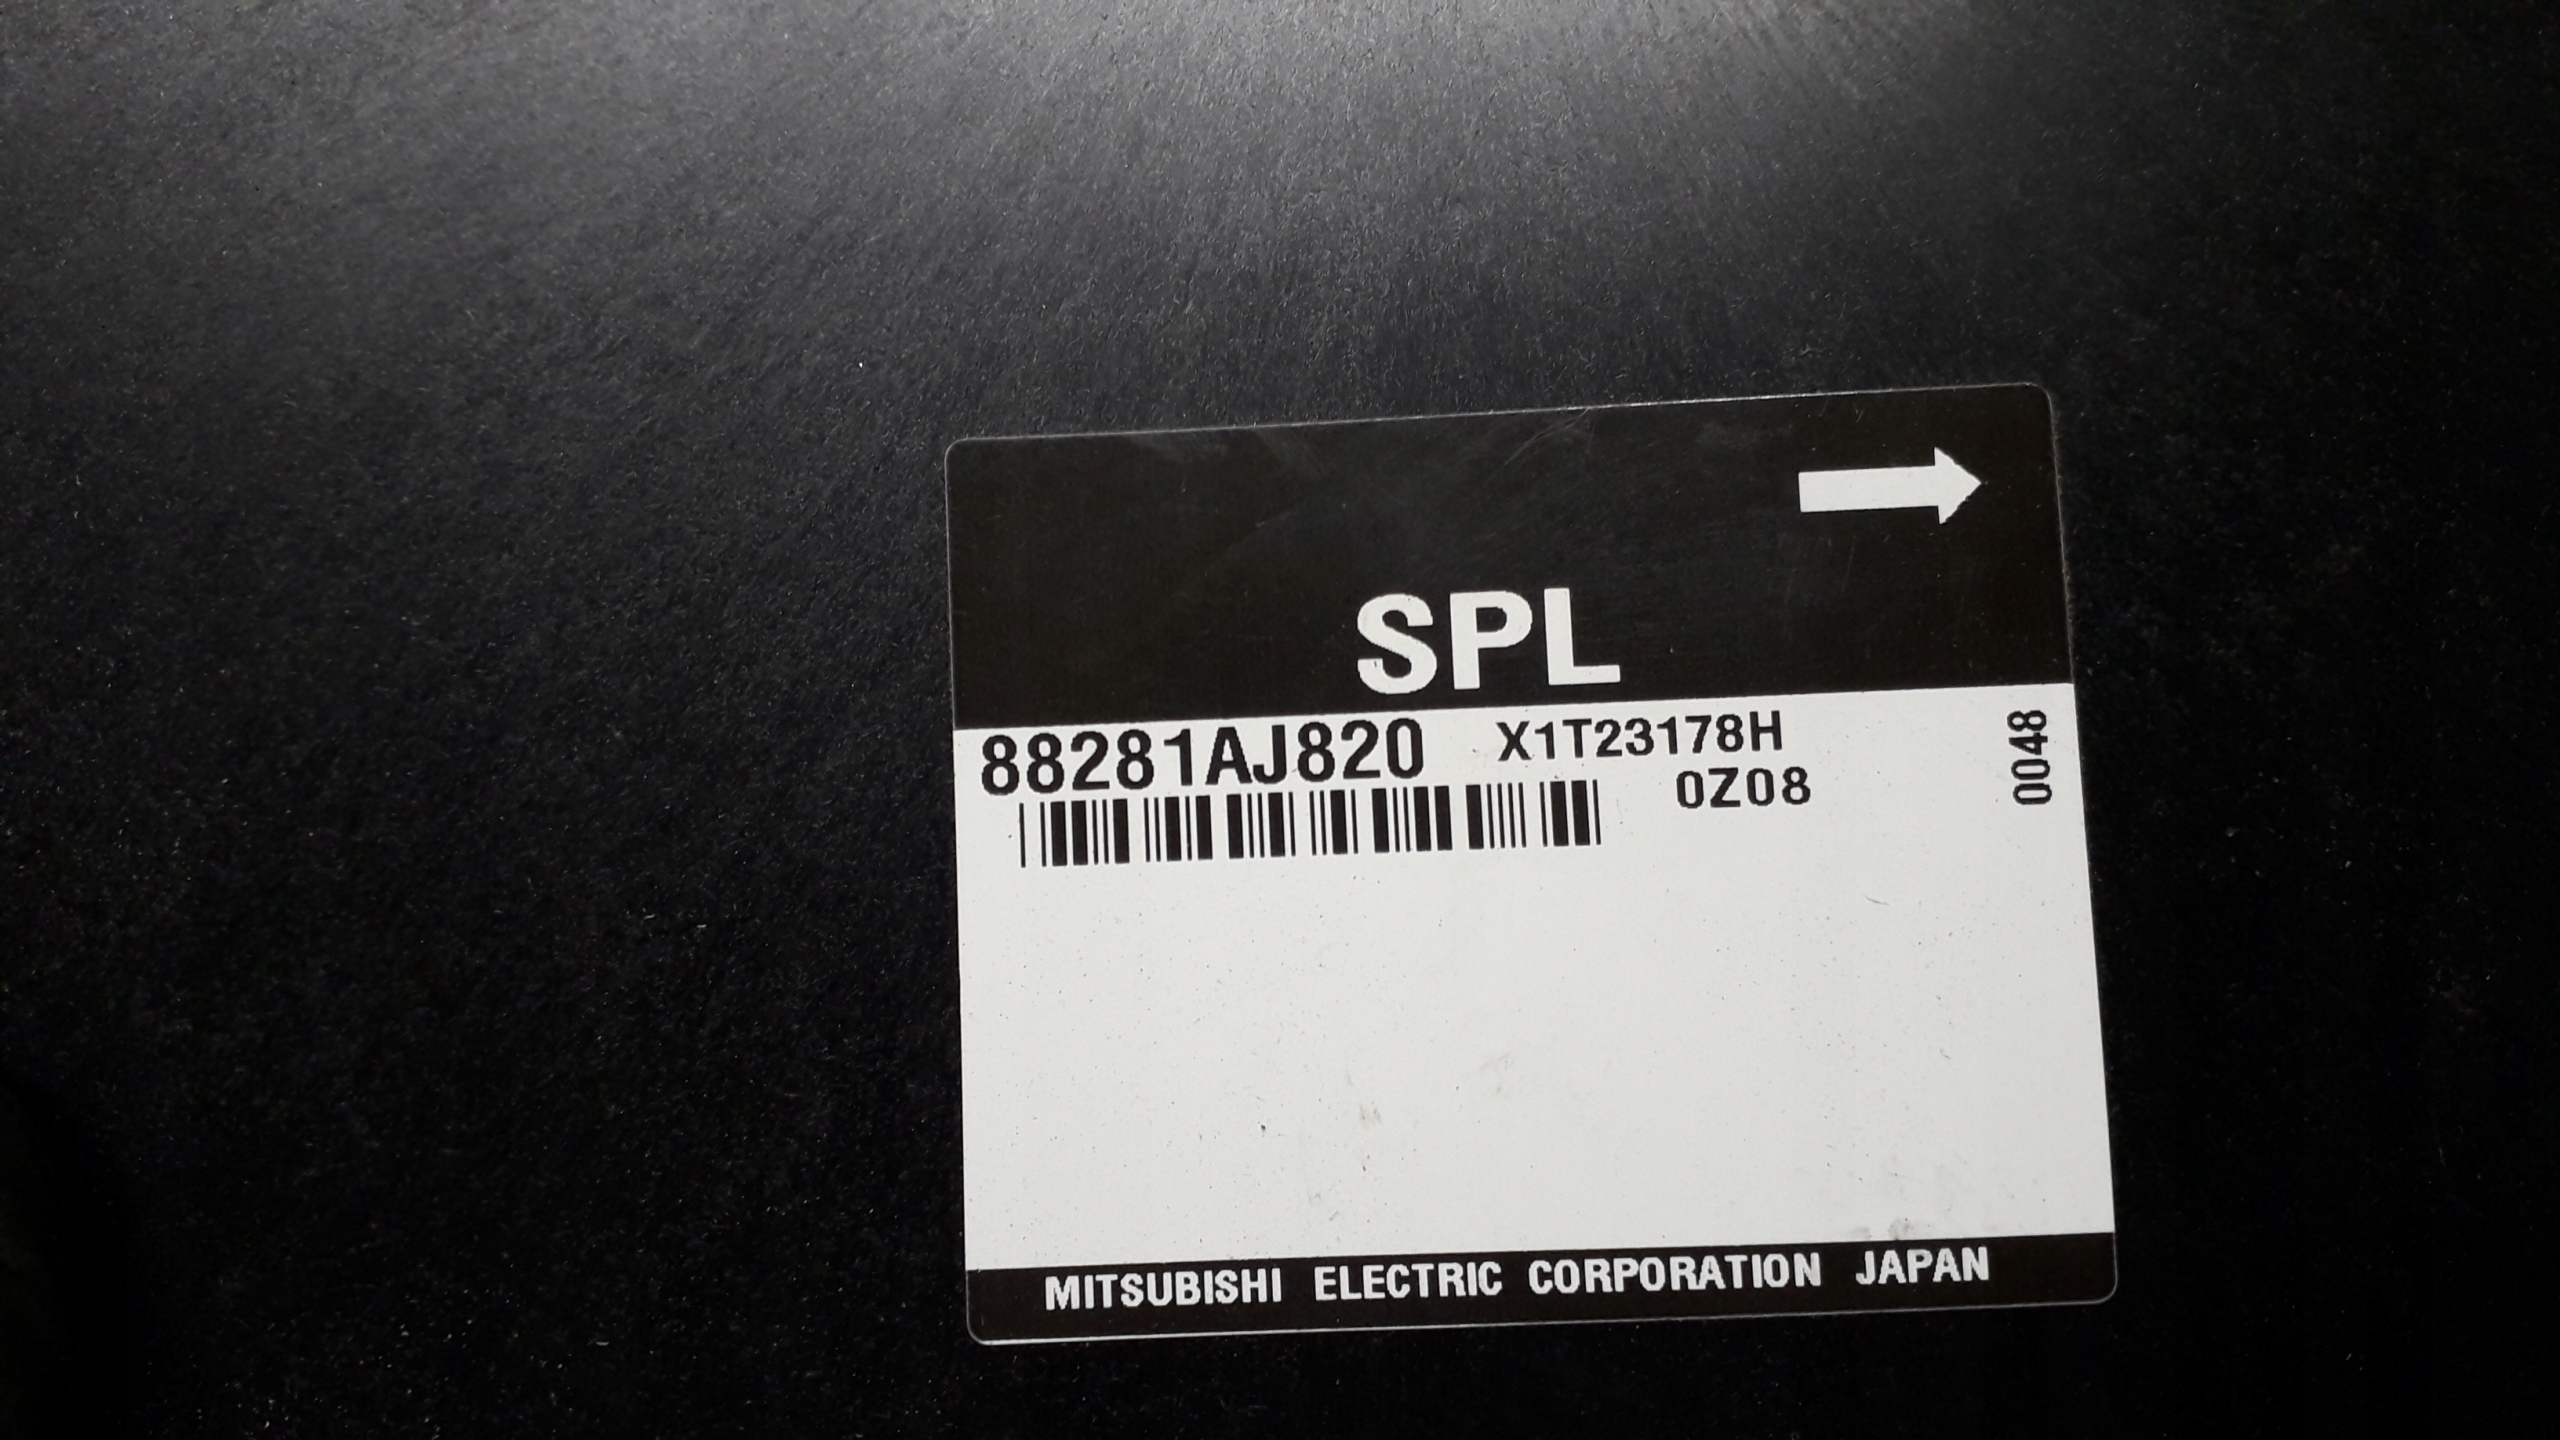 SPL
88281AJ820 X1T23178H
0Z08
0048
MITSUBISHI ELECTRIC CORPORATION JAPAN